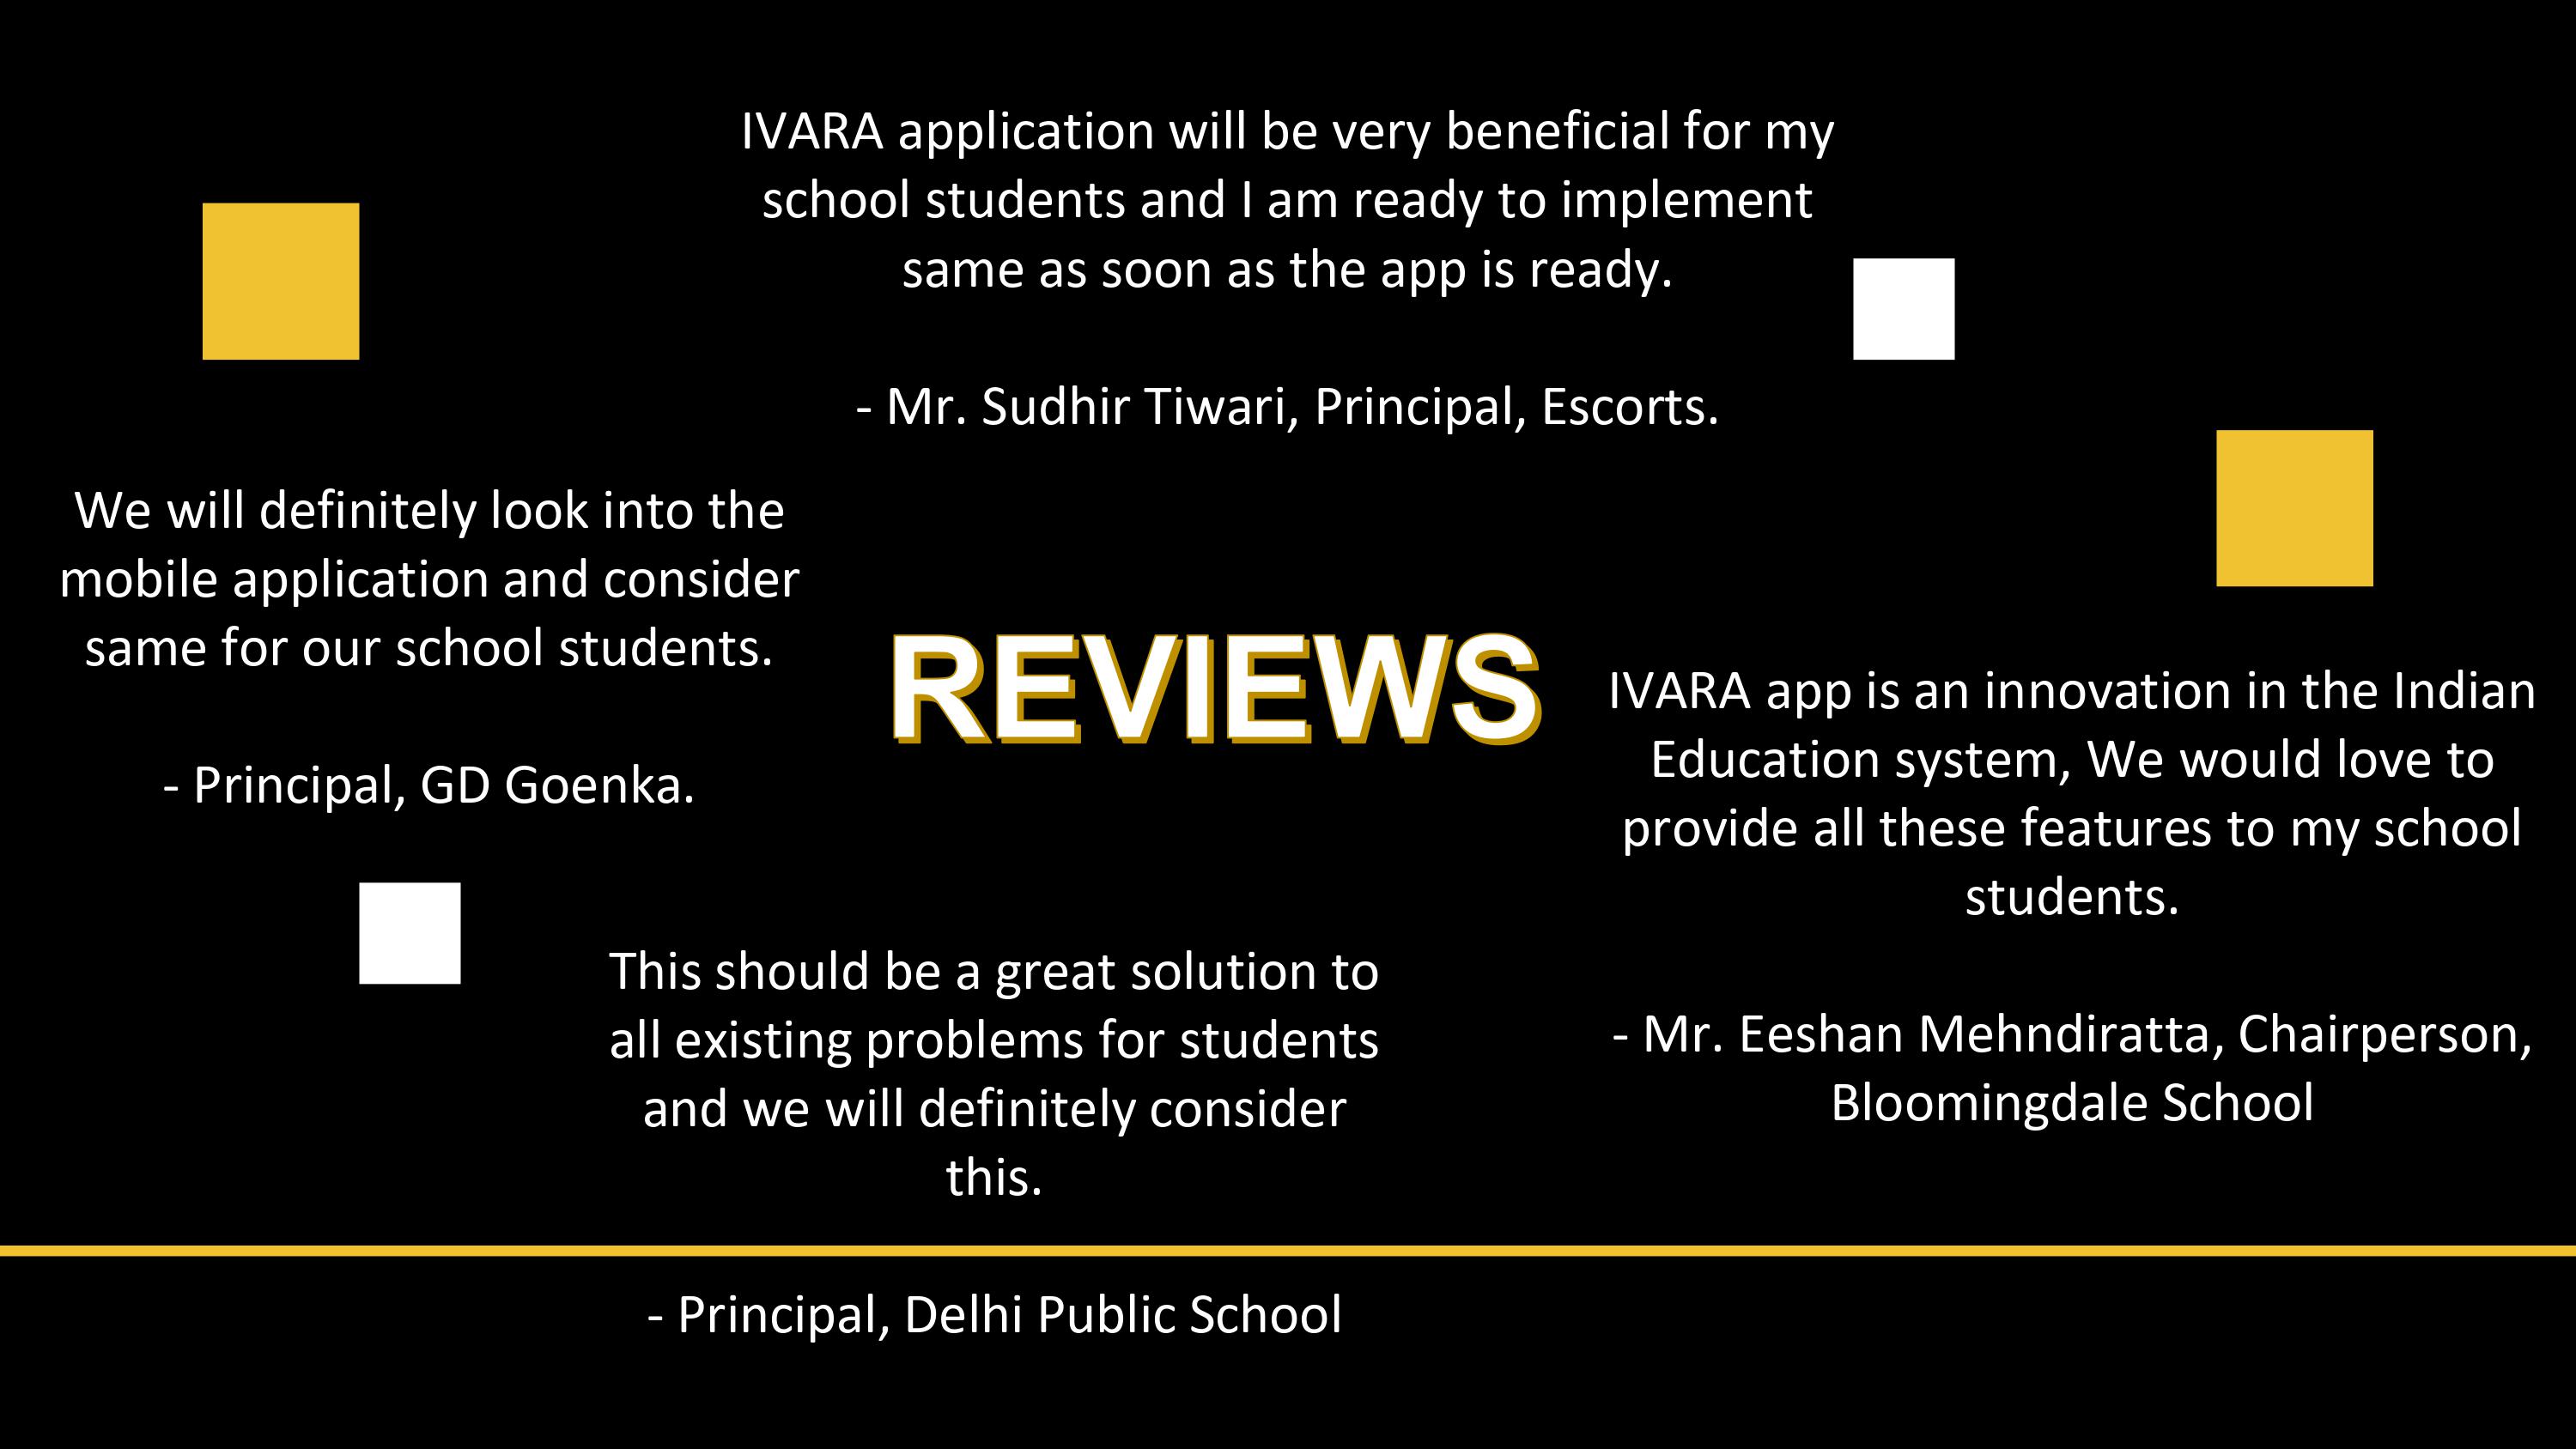 IVARA application will be very beneficial for my
school students and I am ready to implement
same as soon as the app is ready.
- Mr. Sudhir Tiwari, Principal, Escorts.
We will definitely look into the
mobile application and consider
same for our school students.
- Principal, GD Goenka.
REVIEWS
IVARA app is an innovation in the Indian
Education system, We would love to
provide all these features to my school
students.
- Mr. Eeshan Mehndiratta, Chairperson,
Bloomingdale School
This should be a great solution to
all existing problems for students
and we will definitely consider
this.
- Principal, Delhi Public School